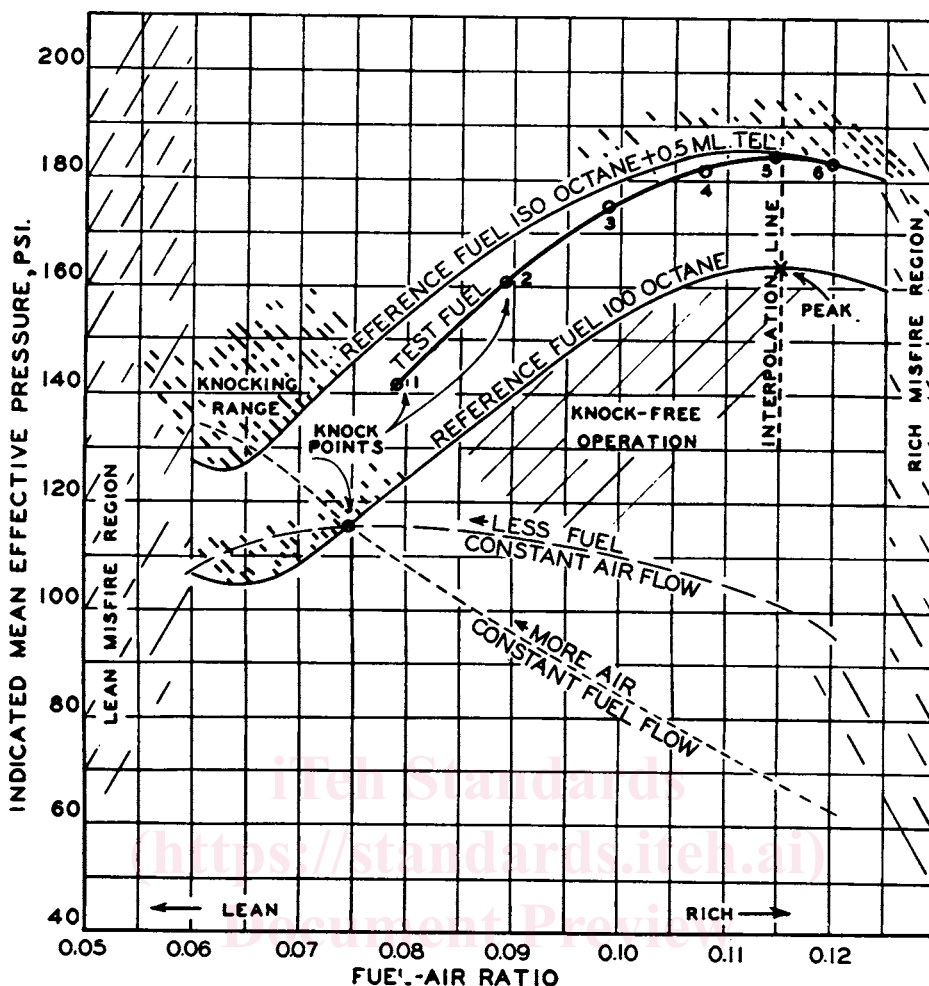 INDICATED MEAN EFFECTIVE PRESSURE, PSI.
200
180
160
140
120
100
80
60
40
LEAN MISFIRE REGION
KNOCKING
RANGE
REFERENCE FUEL ISO OCTANE+0.5 ML. TEL
TEST FUEL
REFERENCE FUEL 100 OCTANE
1
2
3
4
5
6
KNOCK
POINTS
INTERPOLATION LINE
PEAK
KNOCK-FREE
OPERATION
RICH MISFIRE REGION
LESS FUEL
CONSTANT AIR FLOW
MORE AIR
CONSTANT FUEL FLOW
iTeh Standards
(https://standards.iteh.ai)
Document Preview
LEAN
RICH
0.05
0.06
0.07
0.08
0.09
0.10
0.11
0.12
FUEL-AIR RATIO